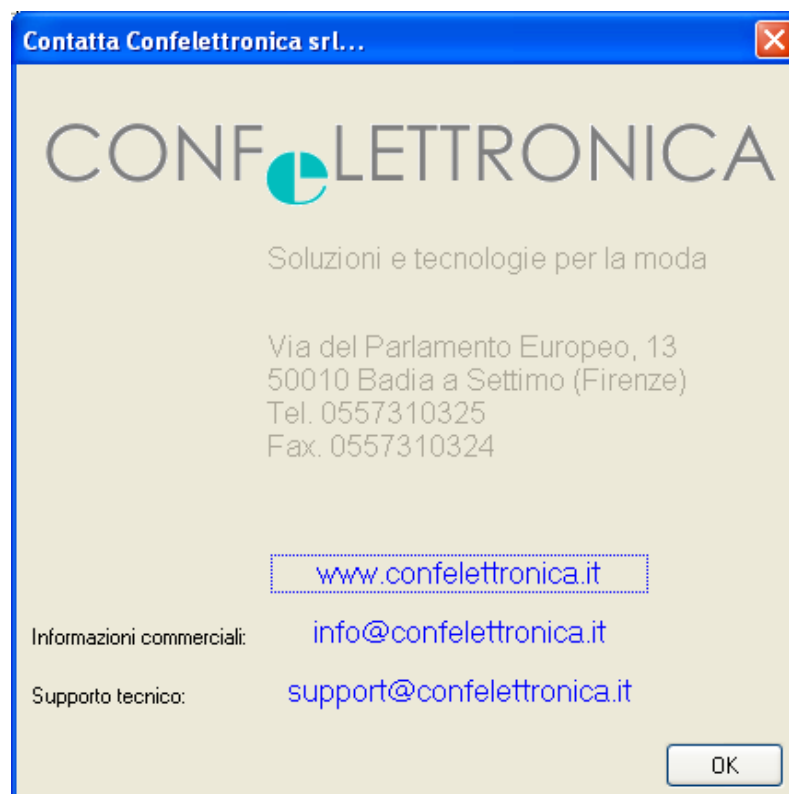 Contatta Confelettronica srl...
CONFeLETTRONICA
Soluzioni e tecnologie per la moda
Via del Parlamento Europeo, 13
50010 Badia a Settimo (Firenze)
Tel. 0557310325
Fax. 0557310324
www.confelettronica.it
Informazioni commerciali: info@confelettronica.it
Supporto tecnico: support@confelettronica.it
OK